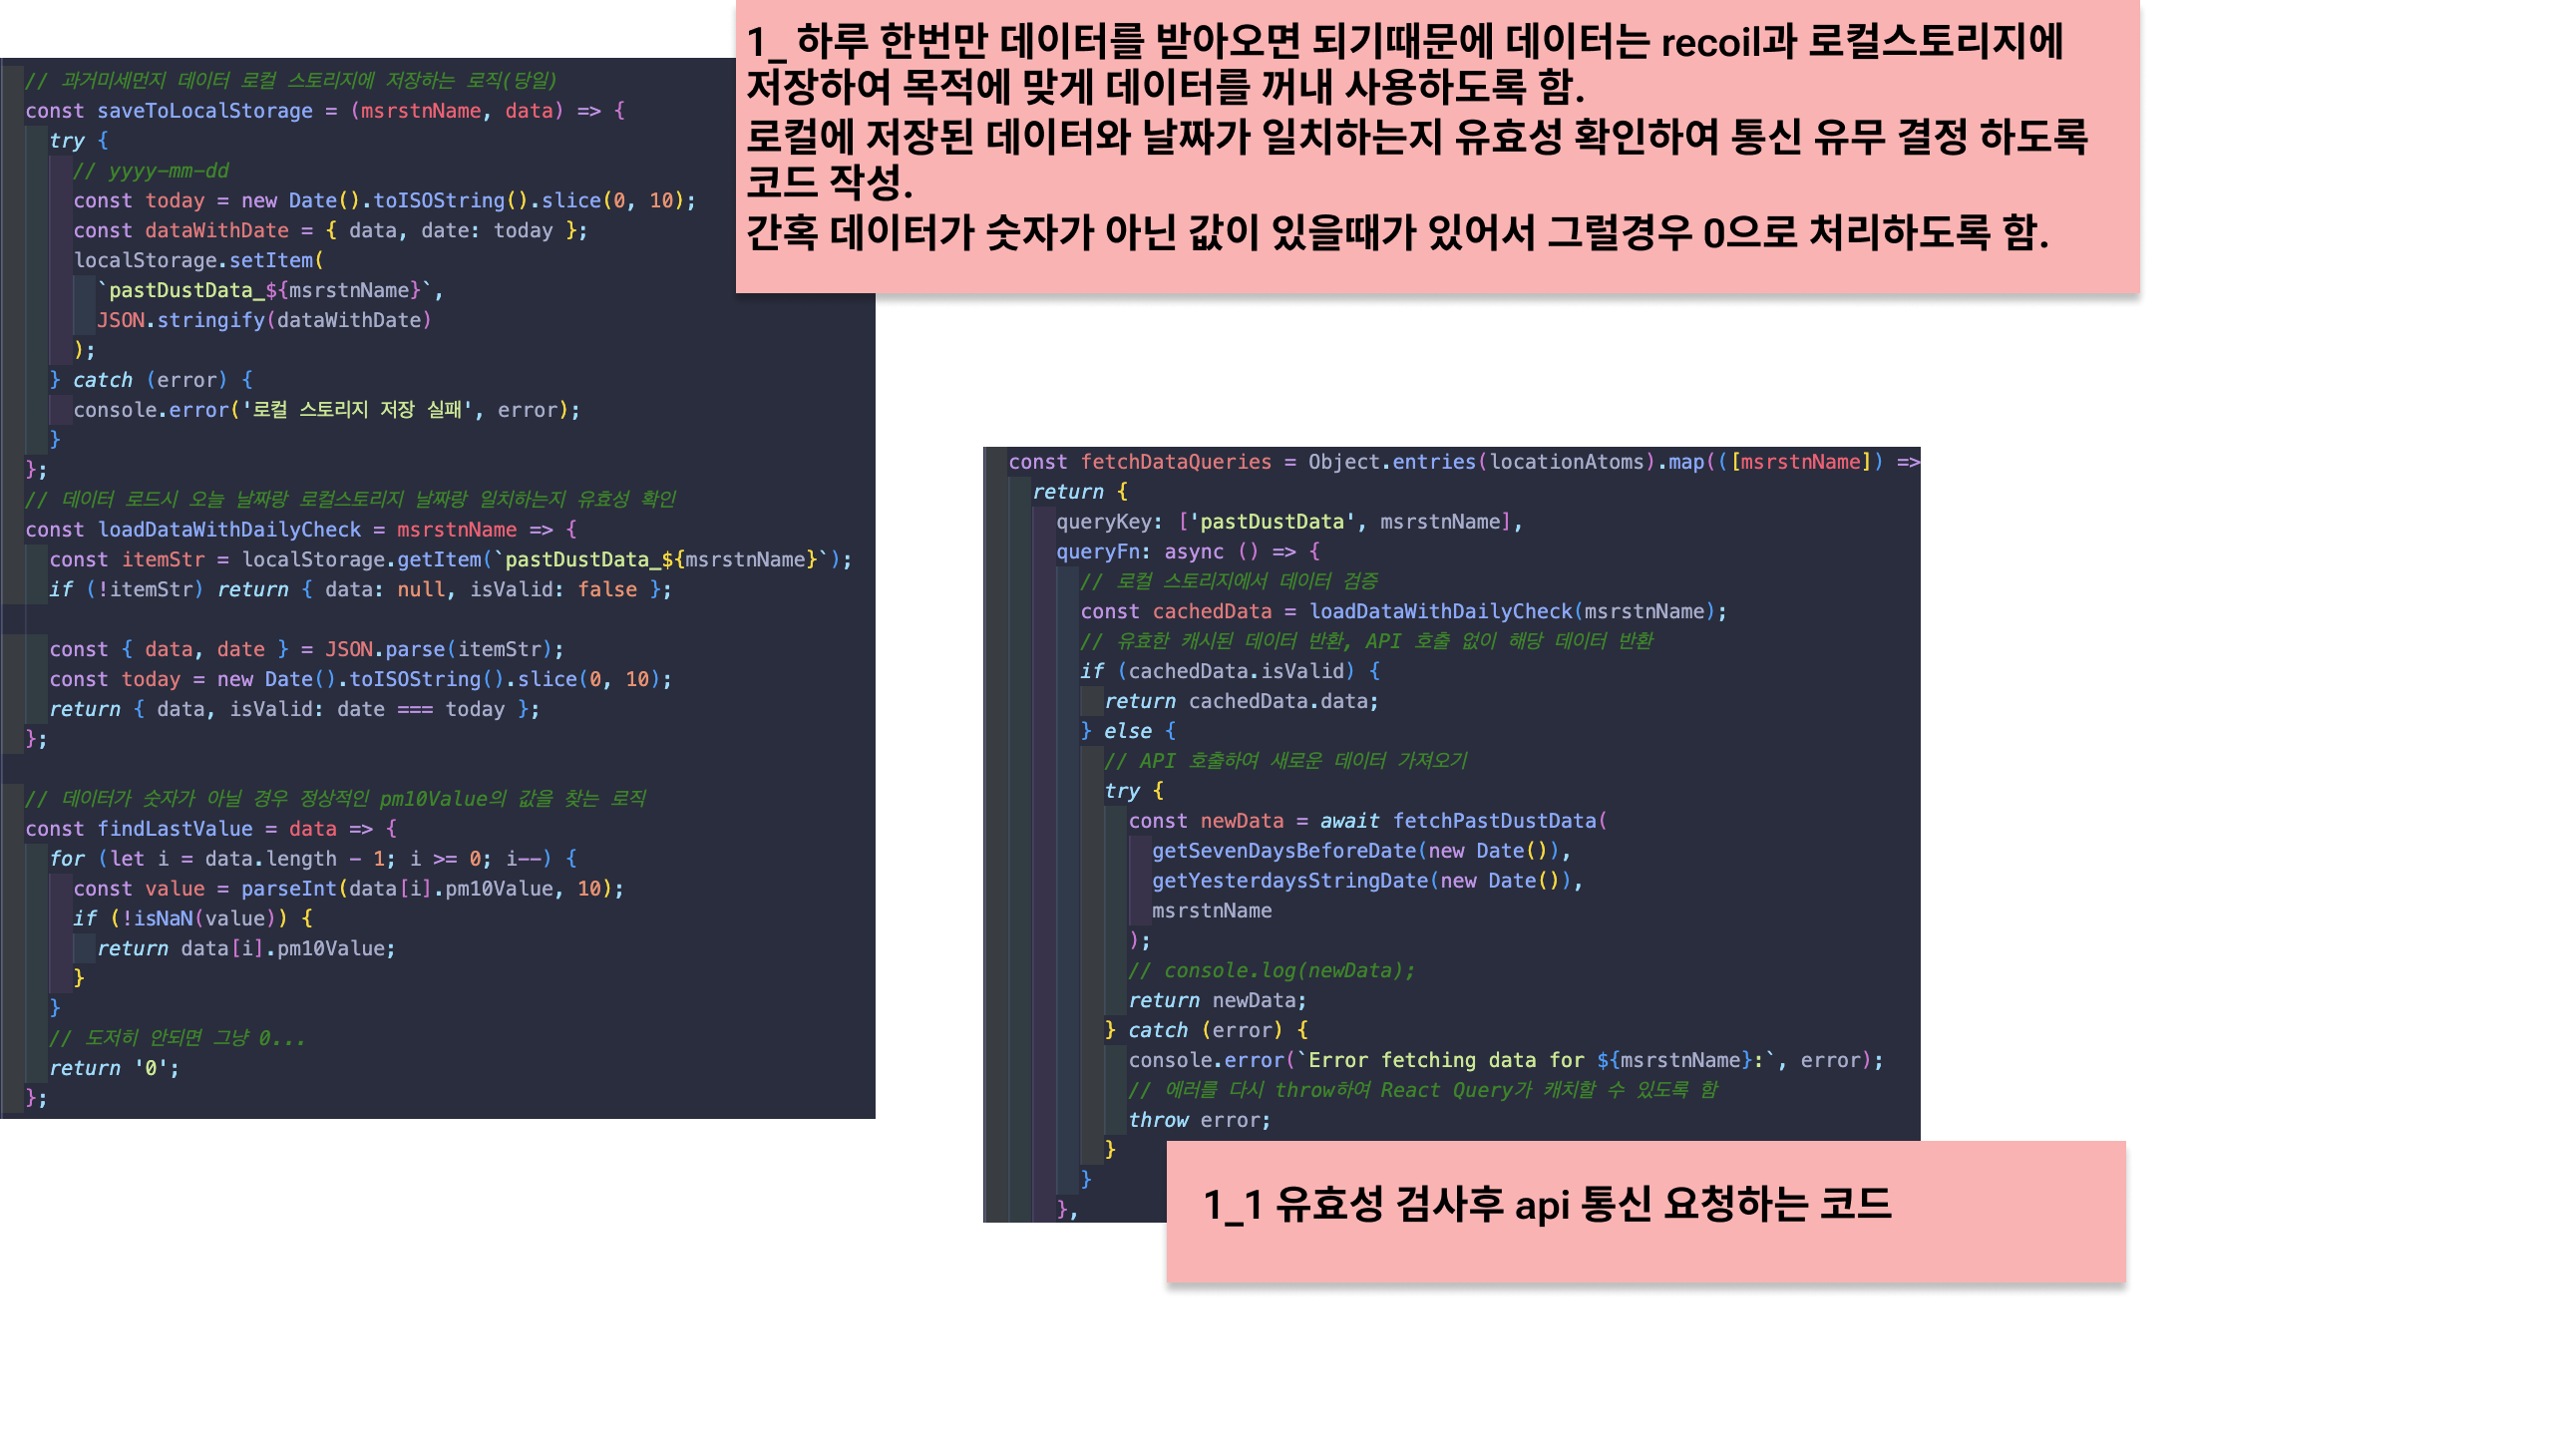 1_ 하루 한번만 데이터를 받아오면 되기때문에 데이터는 recoil과 로컬스토리지에
저장하여 목적에 맞게 데이터를 꺼내 사용하도록 함.
로컬에 저장된 데이터와 날짜가 일치하는지 유효성 확인하여 통신 유무 결정 하도록
코드 작성.
간혹 데이터가 숫자가 아닌 값이 있을때가 있어서 그럴경우 0으로 처리하도록 함.
// 과거미세먼지 데이터 로컬 스토리지에 저장하는 로직(당일)
const saveToLocalStorage = (msrstnName, data) => {
try {
// yyyy-mm-dd
const today = new Date().toISOString().slice(0, 10);
const dataWithDate = { data, date: today };
localStorage.setItem(
`pastDustData_${msrstnName}`,
JSON.stringify(dataWithDate)
);
} catch (error) {
console.error('로컬 스토리지 저장 실패', error);
}
};
// 데이터 로드시 오늘 날짜랑 로컬스토리지 날짜랑 일치하는지 유효성 확인
const loadDataWithDailyCheck = msrstnName => {
const itemStr = localStorage.getItem(`pastDustData_${msrstnName}`);
if (!itemStr) return { data: null, isValid: false };
const { data, date } = JSON.parse(itemStr);
const today = new Date().toISOString().slice(0, 10);
return { data, isValid: date === today };
};
// 데이터가 숫자가 아닐 경우 정상적인 pm10Value의 값을 찾는 로직
const findLastValue = data => {
for (let i = data.length - 1; i >= 0; i--) {
const value = parseInt(data[i].pm10Value, 10);
if (!isNaN(value)) {
return data[i].pm10Value;
}
}
// 도저히 안되면 그냥 0...
return '0';
};
const fetchDataQueries = Object.entries(locationAtoms).map(([msrstnName]) =>
return {
queryKey: ['pastDustData', msrstnName],
queryFn: async () => {
// 로컬 스토리지에서 데이터 검증
const cachedData = loadDataWithDailyCheck(msrstnName);
// 유효한 캐시된 데이터 반환, API 호출 없이 해당 데이터 반환
if (cachedData.isValid) {
return cachedData.data;
} else {
// API 호출하여 새로운 데이터 가져오기
try {
const newData = await fetchPastDustData(
getSevenDaysBeforeDate(new Date()),
getYesterdaysStringDate(new Date()),
msrstnName
);
// console.log(newData);
return newData;
} catch (error) {
console.error(`Error fetching data for ${msrstnName}:`, error);
// 에러를 다시 throw하여 React Query가 캐치할 수 있도록 함
throw error;
}
}
},
1_1 유효성 검사후 api 통신 요청하는 코드